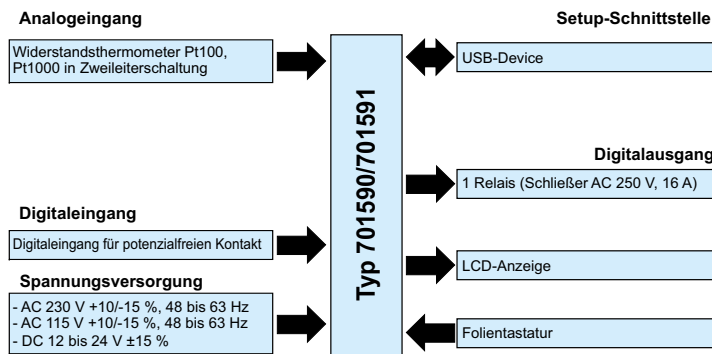 Analogeingang
Widerstandsthermometer Pt100,
Pt1000 in Zweileiterschaltung
Digitaleingang
Digitaleingang für potenzialfreien Kontakt
Spannungsversorgung
- AC 230 V +10/-15 %, 48 bis 63 Hz
- AC 115 V +10/-15 %, 48 bis 63 Hz
- DC 12 bis 24 V ±15 %
Typ 701590/701591
Setup-Schnittstelle
USB-Device
Digitalausgang
1 Relais (Schließer AC 250 V, 16 A)
LCD-Anzeige
Folientastatur